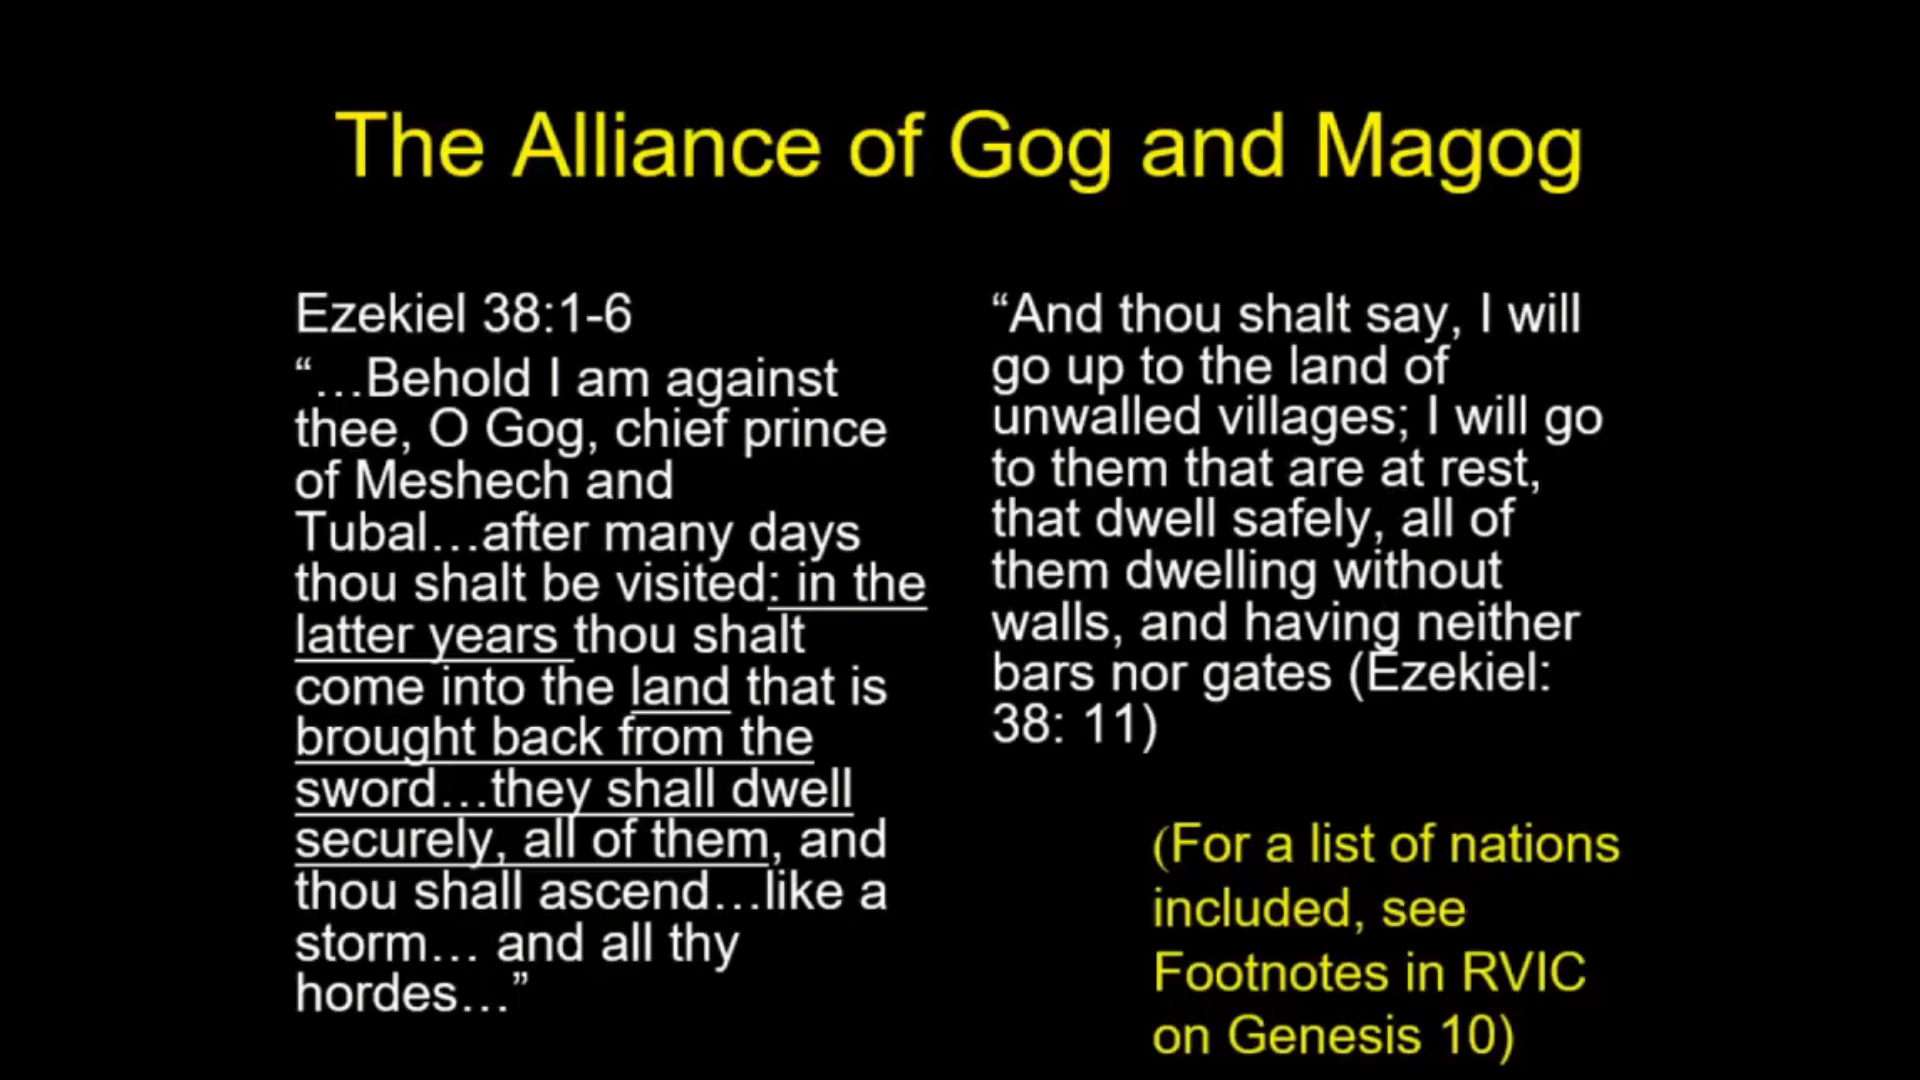 The Alliance of Gog and Magog
Ezekiel 38:1-6
“…Behold I am against
thee, O Gog, chief prince
of Meshech and
Tubal…after many days
thou shalt be visited: in the
latter years thou shalt
come into the land that is
brought back from the
sword…they shall dwell
securely, all of them, and
thou shall ascend…like a
storm… and all thy
hordes…”
“And thou shalt say, I will
go up to the land of
unwalled villages; I will go
to them that are at rest,
that dwell safely, all of
them dwelling without
walls, and having neither
bars nor gates (Ezekiel:
38: 11)
(For a list of nations
included, see
Footnotes in RVIC
on Genesis 10)